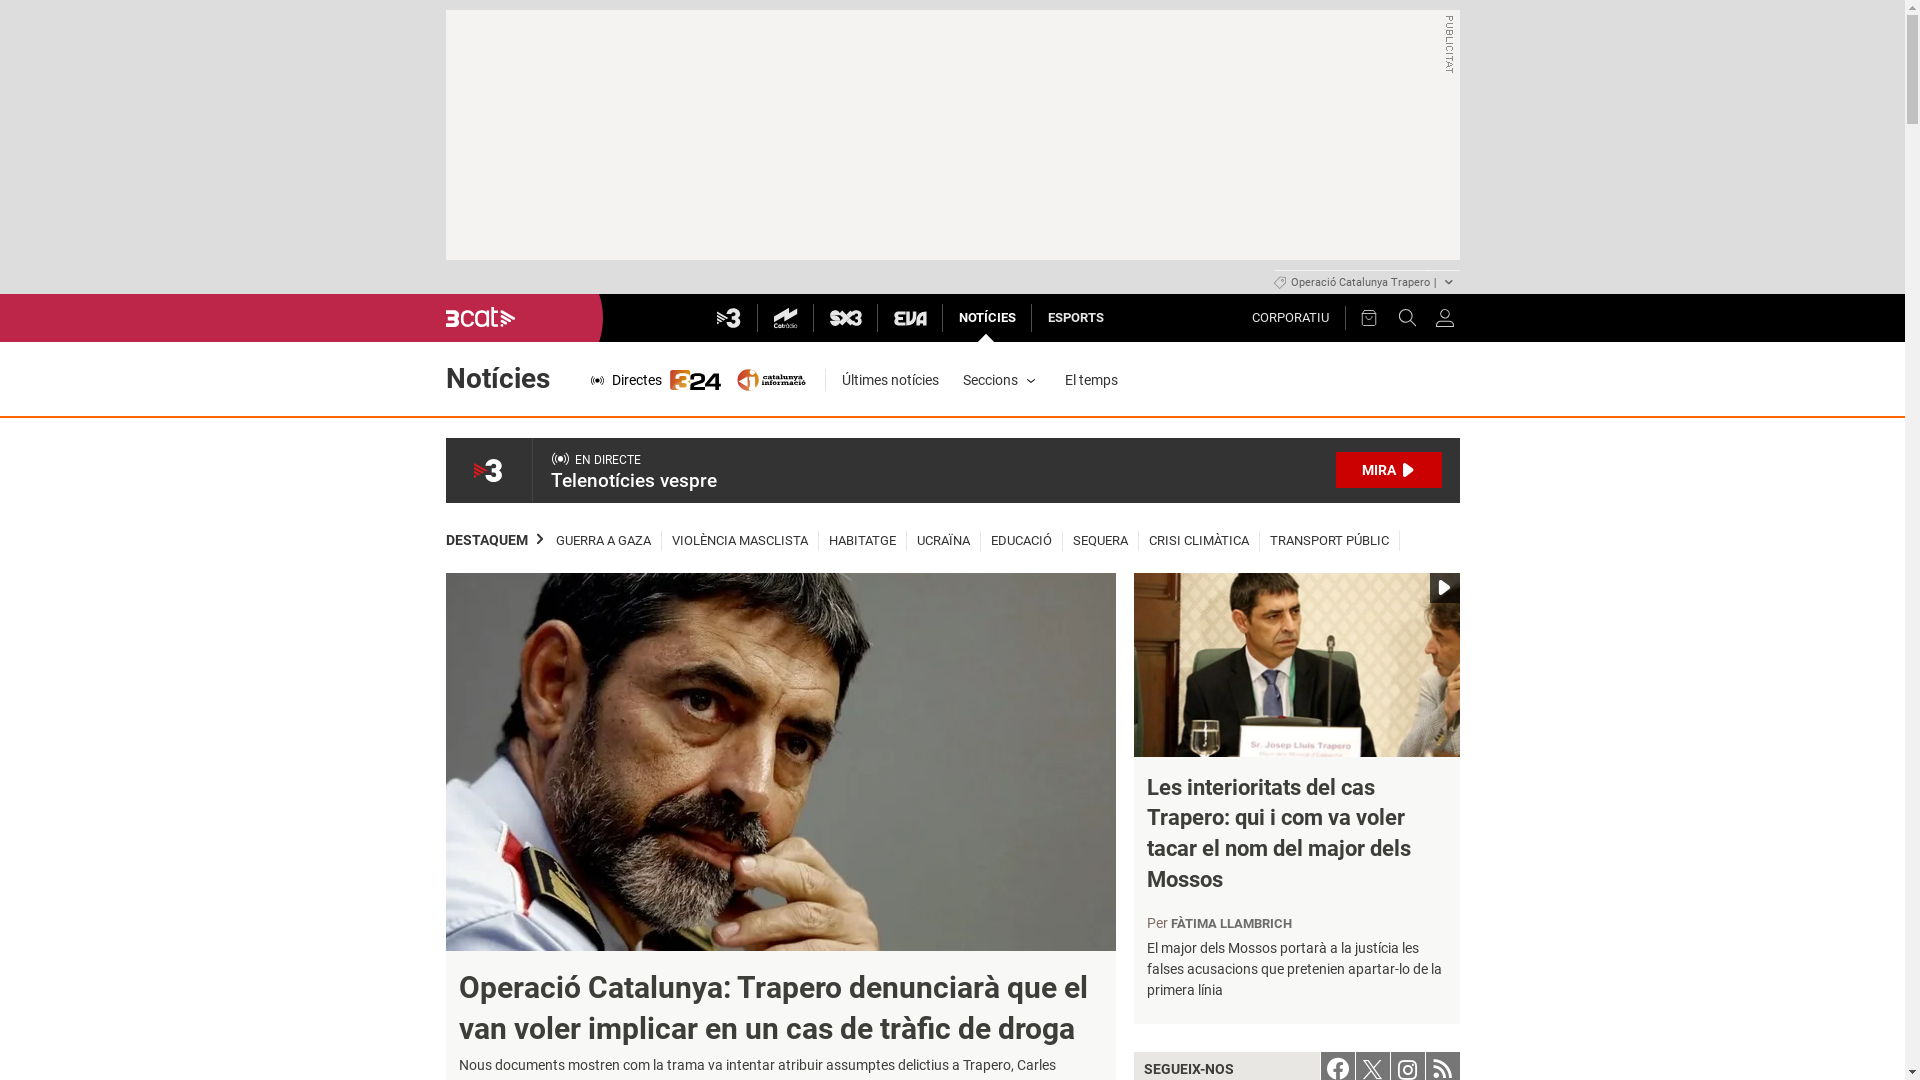 PUBLICITAT
Operació Catalunya Trapero |
3cat
3
Catràdio
SX3
EVA
NOTÍCIES
ESPORTS
CORPORATIU
Notícies
Directes
324
catalunya
informació
Últimes notícies
Seccions
El temps
3
EN DIRECTE
Telenotícies vespre
MIRA
DESTAQUEM
GUERRA A GAZA
VIOLÈNCIA MASCLISTA
HABITATGE
UCRAÏNA
EDUCACIÓ
SEQUERA
CRISI CLIMÀTICA
TRANSPORT PÚBLIC
Operació Catalunya: Trapero denunciarà que el
van voler implicar en un cas de tràfic de droga
Nous documents mostren com la trama va intentar atribuir assumptes delictius a Trapero, Carles
Sr. Josep Lluís Trapero
Les interioritats del cas
Trapero: qui i com va voler
tacar el nom del major dels
Mossos
Per FÀTIMA LLAMBRICH
El major dels Mossos portarà a la justícia les
falses acusacions que pretenien apartar-lo de la
primera línia
SEGUEIX-NOS